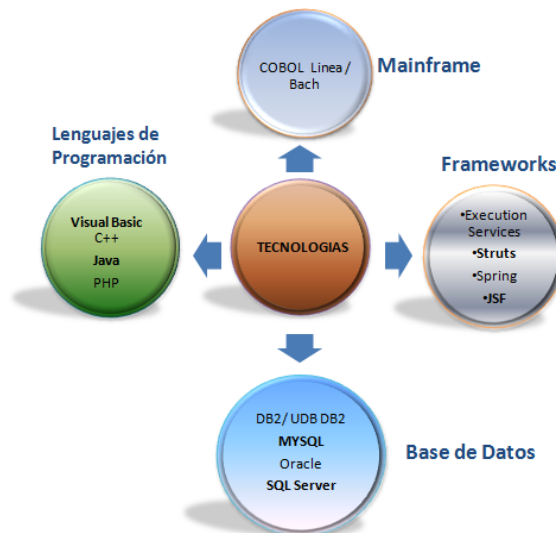 COBOL Linea /
Bach
Mainframe
Lenguajes de
Programación
Visual Basic
C++
Java
PHP
TECNOLOGIAS
Frameworks
•Execution
Services
•Struts
•Spring
•JSF
DB2/ UDB DB2
MYSQL
Oracle
SQL Server
Base de Datos